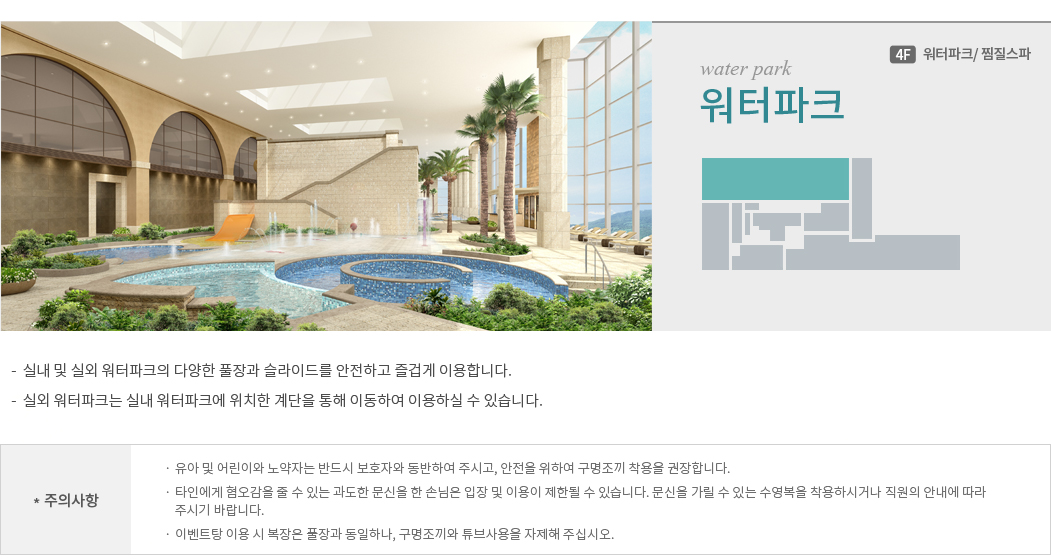 4F 워터파크/ 찜질스파
water park
워터파크
- 실내 및 실외 워터파크의 다양한 풀장과 슬라이드를 안전하고 즐겁게 이용합니다.
- 실외 워터파크는 실내 워터파크에 위치한 계단을 통해 이동하여 이용하실 수 있습니다.
* 주의사항
· 유아 및 어린이와 노약자는 반드시 보호자와 동반하여 주시고, 안전을 위하여 구명조끼 착용을 권장합니다.
· 타인에게 혐오감을 줄 수 있는 과도한 문신을 한 손님은 입장 및 이용이 제한될 수 있습니다. 문신을 가릴 수 있는 수영복을 착용하시거나 직원의 안내에 따라
주시기 바랍니다.
· 이벤트탕 이용 시 복장은 풀장과 동일하나, 구명조끼와 튜브사용을 자제해 주십시오.